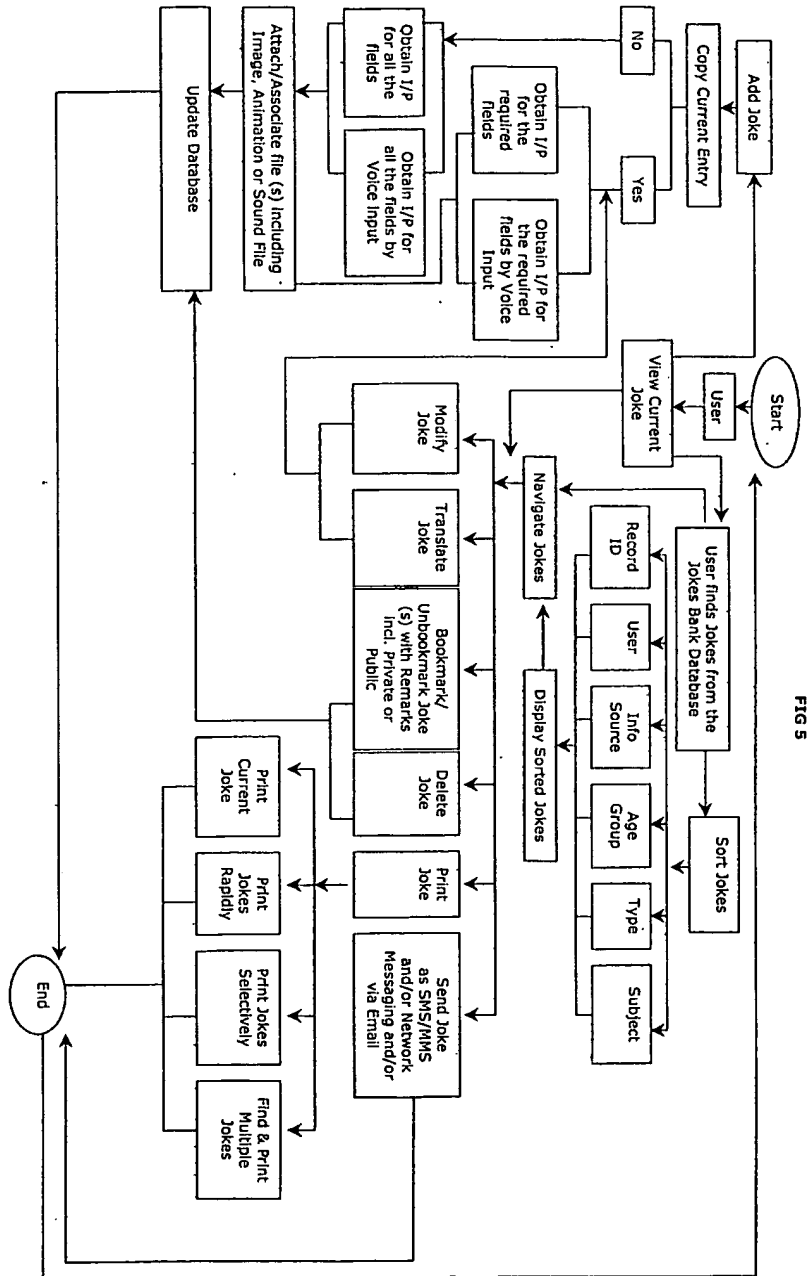 FIG 5
Start
User
View Current
Joke
Add Joke
Copy Current Entry
No
Yes
Obtain I/P
for all the
fields
Obtain I/P for
all the fields by
Voice Input
Obtain I/P
for the
required
fields
Obtain I/P for
the required
fields by Voice
Input
Attach/Associate file (s) including
Image, Animation or Sound File
Update Database
User finds Jokes from the
Jokes Bank Database
Sort Jokes
Record
ID
User
Info
Source
Age
Group
Type
Subject
Navigate Jokes
Display Sorted Jokes
Modify
Joke
Translate
Joke
Bookmark/
Unbookmark Joke
(s) with Remarks
incl. Private or
Public
Delete
Joke
Print
Joke
Send Joke
as SMS/MMS
and/or Network
Messaging and/or
via Email
Print
Current
Joke
Print
Jokes
Rapidly
Print Jokes
Selectively
Find & Print
Multiple
Jokes
End